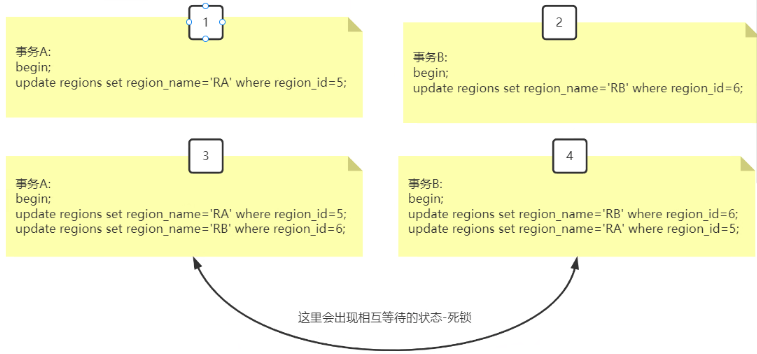 1
事务A:
begin;
update regions set region_name='RA' where region_id=5;
2
事务B:
begin;
update regions set region_name='RB' where region_id=6;
3
事务A:
begin;
update regions set region_name='RA' where region_id=5;
update regions set region_name='RB' where region_id=6;
4
事务B:
begin;
update regions set region_name='RB' where region_id=6;
update regions set region_name='RA' where region_id=5;
这里会出现相互等待的状态-死锁